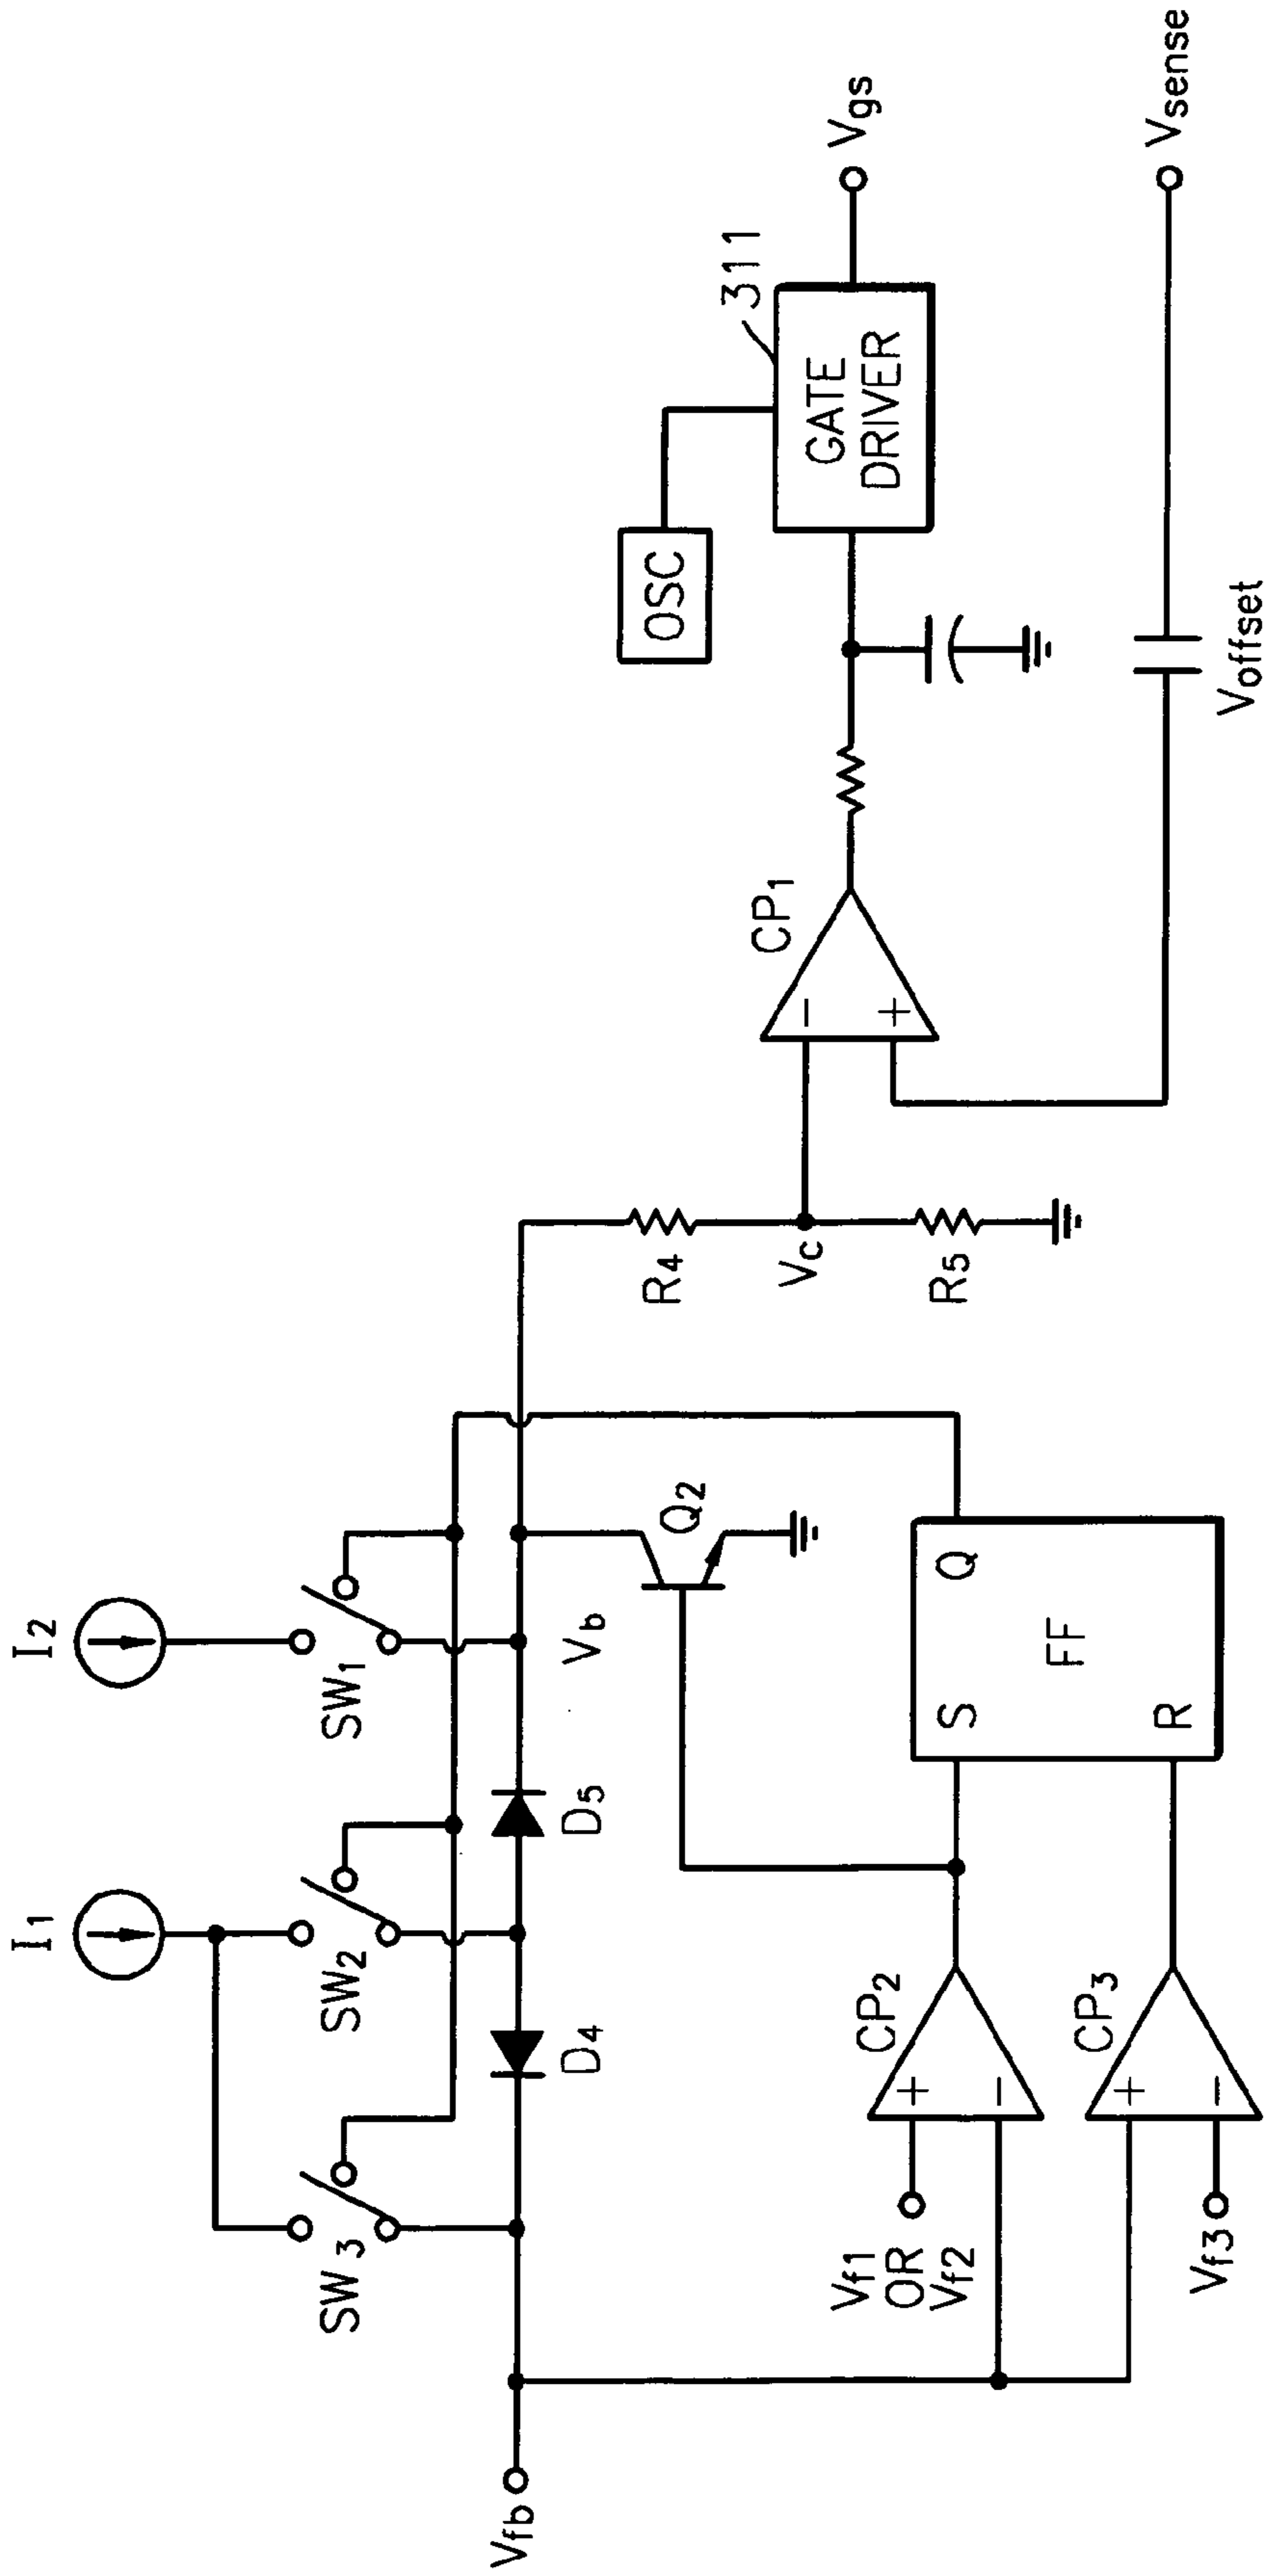 I1
I2
SW3
SW2
SW1
Vfb
D4
D5
Vb
Q2
R4
Vc
R5
Vf1
OR
Vf2
+
−
CP2
Vf3
+
−
CP3
S
Q
FF
R
CP1
−
+
OSC
311
GATE
DRIVER
Vgs
Voffset
Vsense